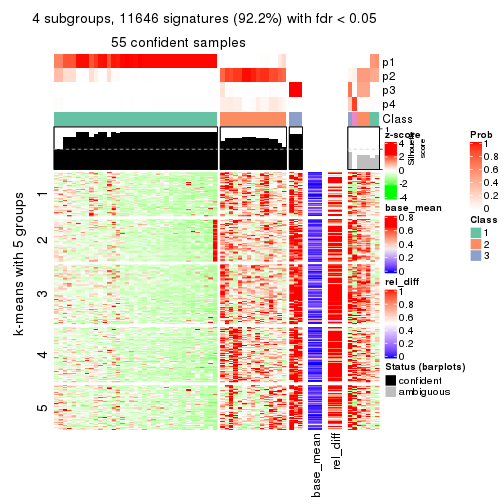 4 subgroups, 11646 signatures (92.2%) with fdr < 0.05
55 confident samples
p1
p2
p3
p4
Class
1
Silhouette
score
k-means with 5 groups
1
2
3
4
5
base_mean
rel_diff
z-score
4
2
0
-2
-4
base_mean
0.8
0.6
0.4
0.2
0
rel_diff
1
0.8
0.6
0.4
0.2
0
Status (barplots)
confident
ambiguous
Prob
1
0.8
0.6
0.4
0.2
0
Class
1
2
3